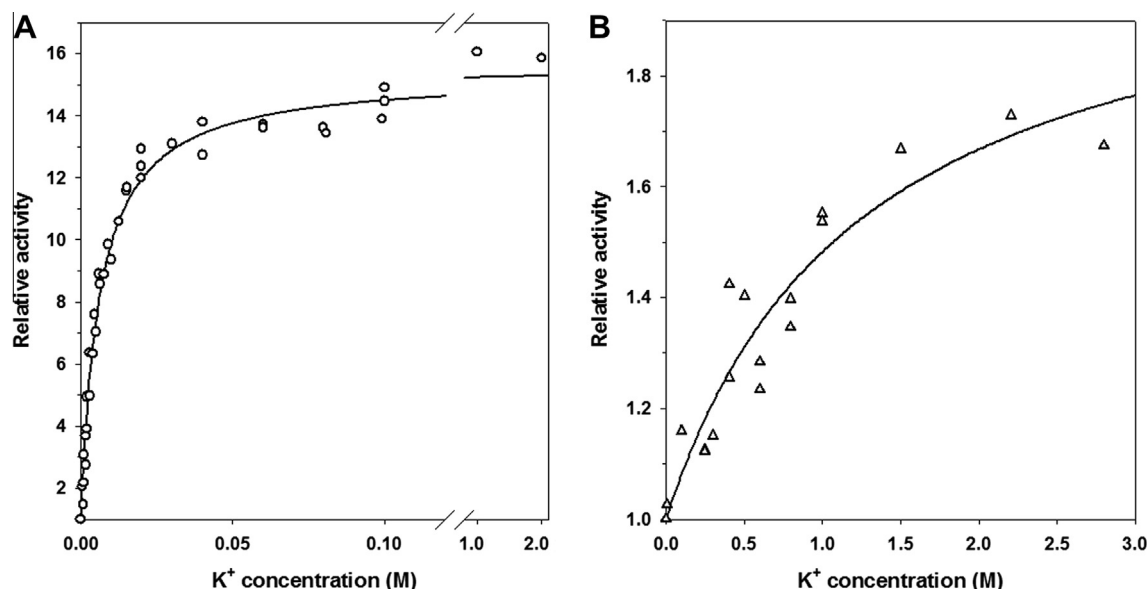 A
Relative activity
16
14
12
10
8
6
4
2
0.00 0.05 0.10 1.0 2.0
K⁺ concentration (M)
B
Relative activity
1.8
1.6
1.4
1.2
1.0
0.0 0.5 1.0 1.5 2.0 2.5 3.0
K⁺ concentration (M)